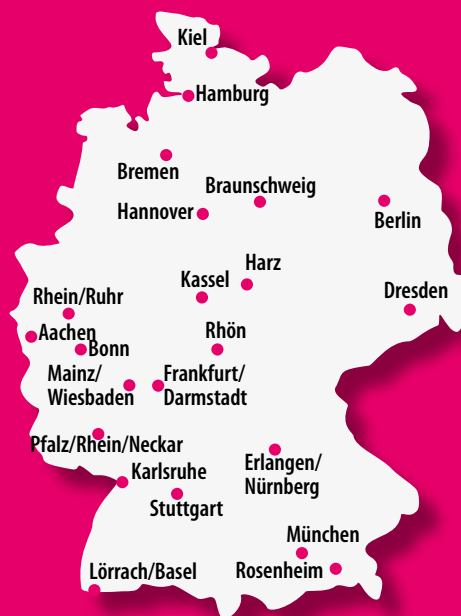 Kiel
Hamburg
Bremen
Braunschweig
Hannover
Berlin
Harz
Kassel
Dresden
Rhein/Ruhr
Aachen
Rhön
Bonn
Mainz/
Wiesbaden
Frankfurt/
Darmstadt
Pfalz/Rhein/Neckar
Karlsruhe
Erlangen/
Nürnberg
Stuttgart
München
Lörrach/Basel
Rosenheim